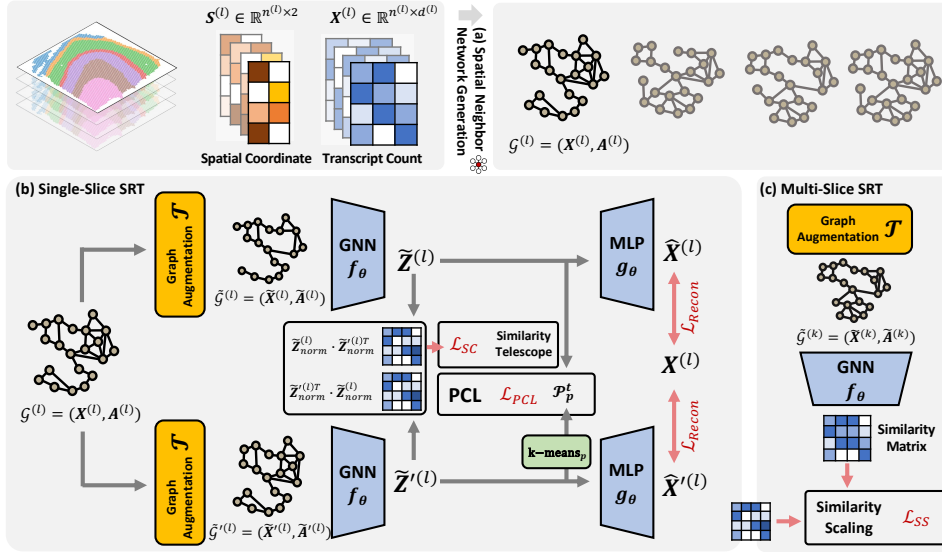 S^(l) ∈ ℝ^{n^(l)×2}
X^(l) ∈ ℝ^{n^(l)×d^(l)}
Spatial Coordinate
Transcript Count
(a) Spatial Neighbor
Network Generation
𝒢^(l) = (X^(l), A^(l))
(b) Single-Slice SRT
Graph
Augmentation 𝒯
𝒢̃^(l) = (X̃^(l), Ã^(l))
GNN
f_θ
Z̃^(l)
MLP
g_θ
X̂^(l)
ℒ_Recon
𝒢^(l) = (X^(l), A^(l))
Z̃^(l)_norm · Z̃'^(l)T_norm
Z̃'^(l)T_norm · Z̃^(l)_norm
ℒ_SC
Similarity
Telescope
PCL ℒ_PCL 𝒫^t_p
X^(l)
k−means_p
ℒ_Recon
Graph
Augmentation 𝒯
𝒢̃'^(l) = (X̃'^(l), Ã'^(l))
GNN
f_θ
Z̃'^(l)
MLP
g_θ
X̂'^(l)
(c) Multi-Slice SRT
Graph
Augmentation 𝒯
𝒢̃^(k) = (X̃^(k), Ã^(k))
GNN
f_θ
Similarity
Matrix
Similarity
Scaling
ℒ_SS